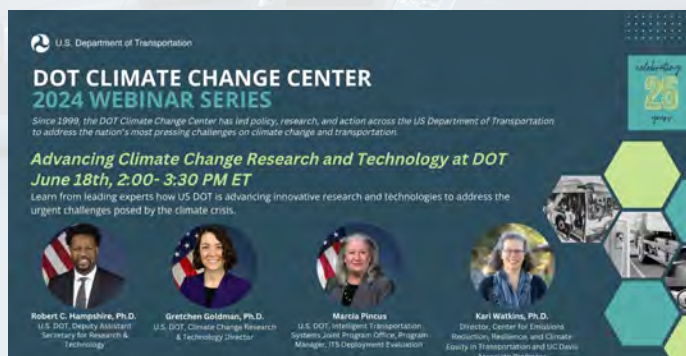 U.S. Department of Transportation
DOT CLIMATE CHANGE CENTER
2024 WEBINAR SERIES
celebrating
25
years
Since 1999, the DOT Climate Change Center has led policy, research, and action across the US Department of Transportation
to address the nation's most pressing challenges on climate change and transportation.
Advancing Climate Change Research and Technology at DOT
June 18th, 2:00- 3:30 PM ET
Learn from leading experts how US DOT is advancing innovative research and technologies to address the
urgent challenges posed by the climate crisis.
Robert C. Hampshire, Ph.D.
U.S. DOT, Deputy Assistant
Secretary for Research &
Technology
Gretchen Goldman, Ph.D.
U.S. DOT, Climate Change Research
& Technology Director
Marcia Pincus
U.S. DOT, Intelligent Transportation
Systems Joint Program Office, Program
Manager, ITS Deployment Evaluation
Kari Watkins, Ph.D.
Director, Center for Emissions
Reduction, Resilience, and Climate
Equity in Transportation and UC Davis